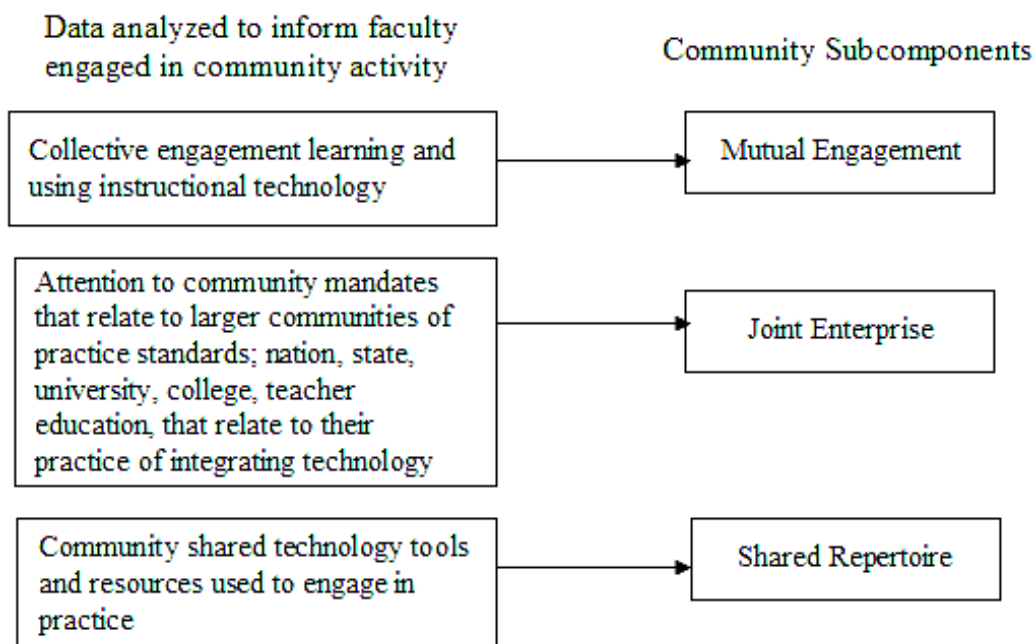 Data analyzed to inform faculty
engaged in community activity
Community Subcomponents
Collective engagement learning and
using instructional technology
Mutual Engagement
Attention to community mandates
that relate to larger communities of
practice standards; nation, state,
university, college, teacher
education, that relate to their
practice of integrating technology
Joint Enterprise
Community shared technology tools
and resources used to engage in
practice
Shared Repertoire